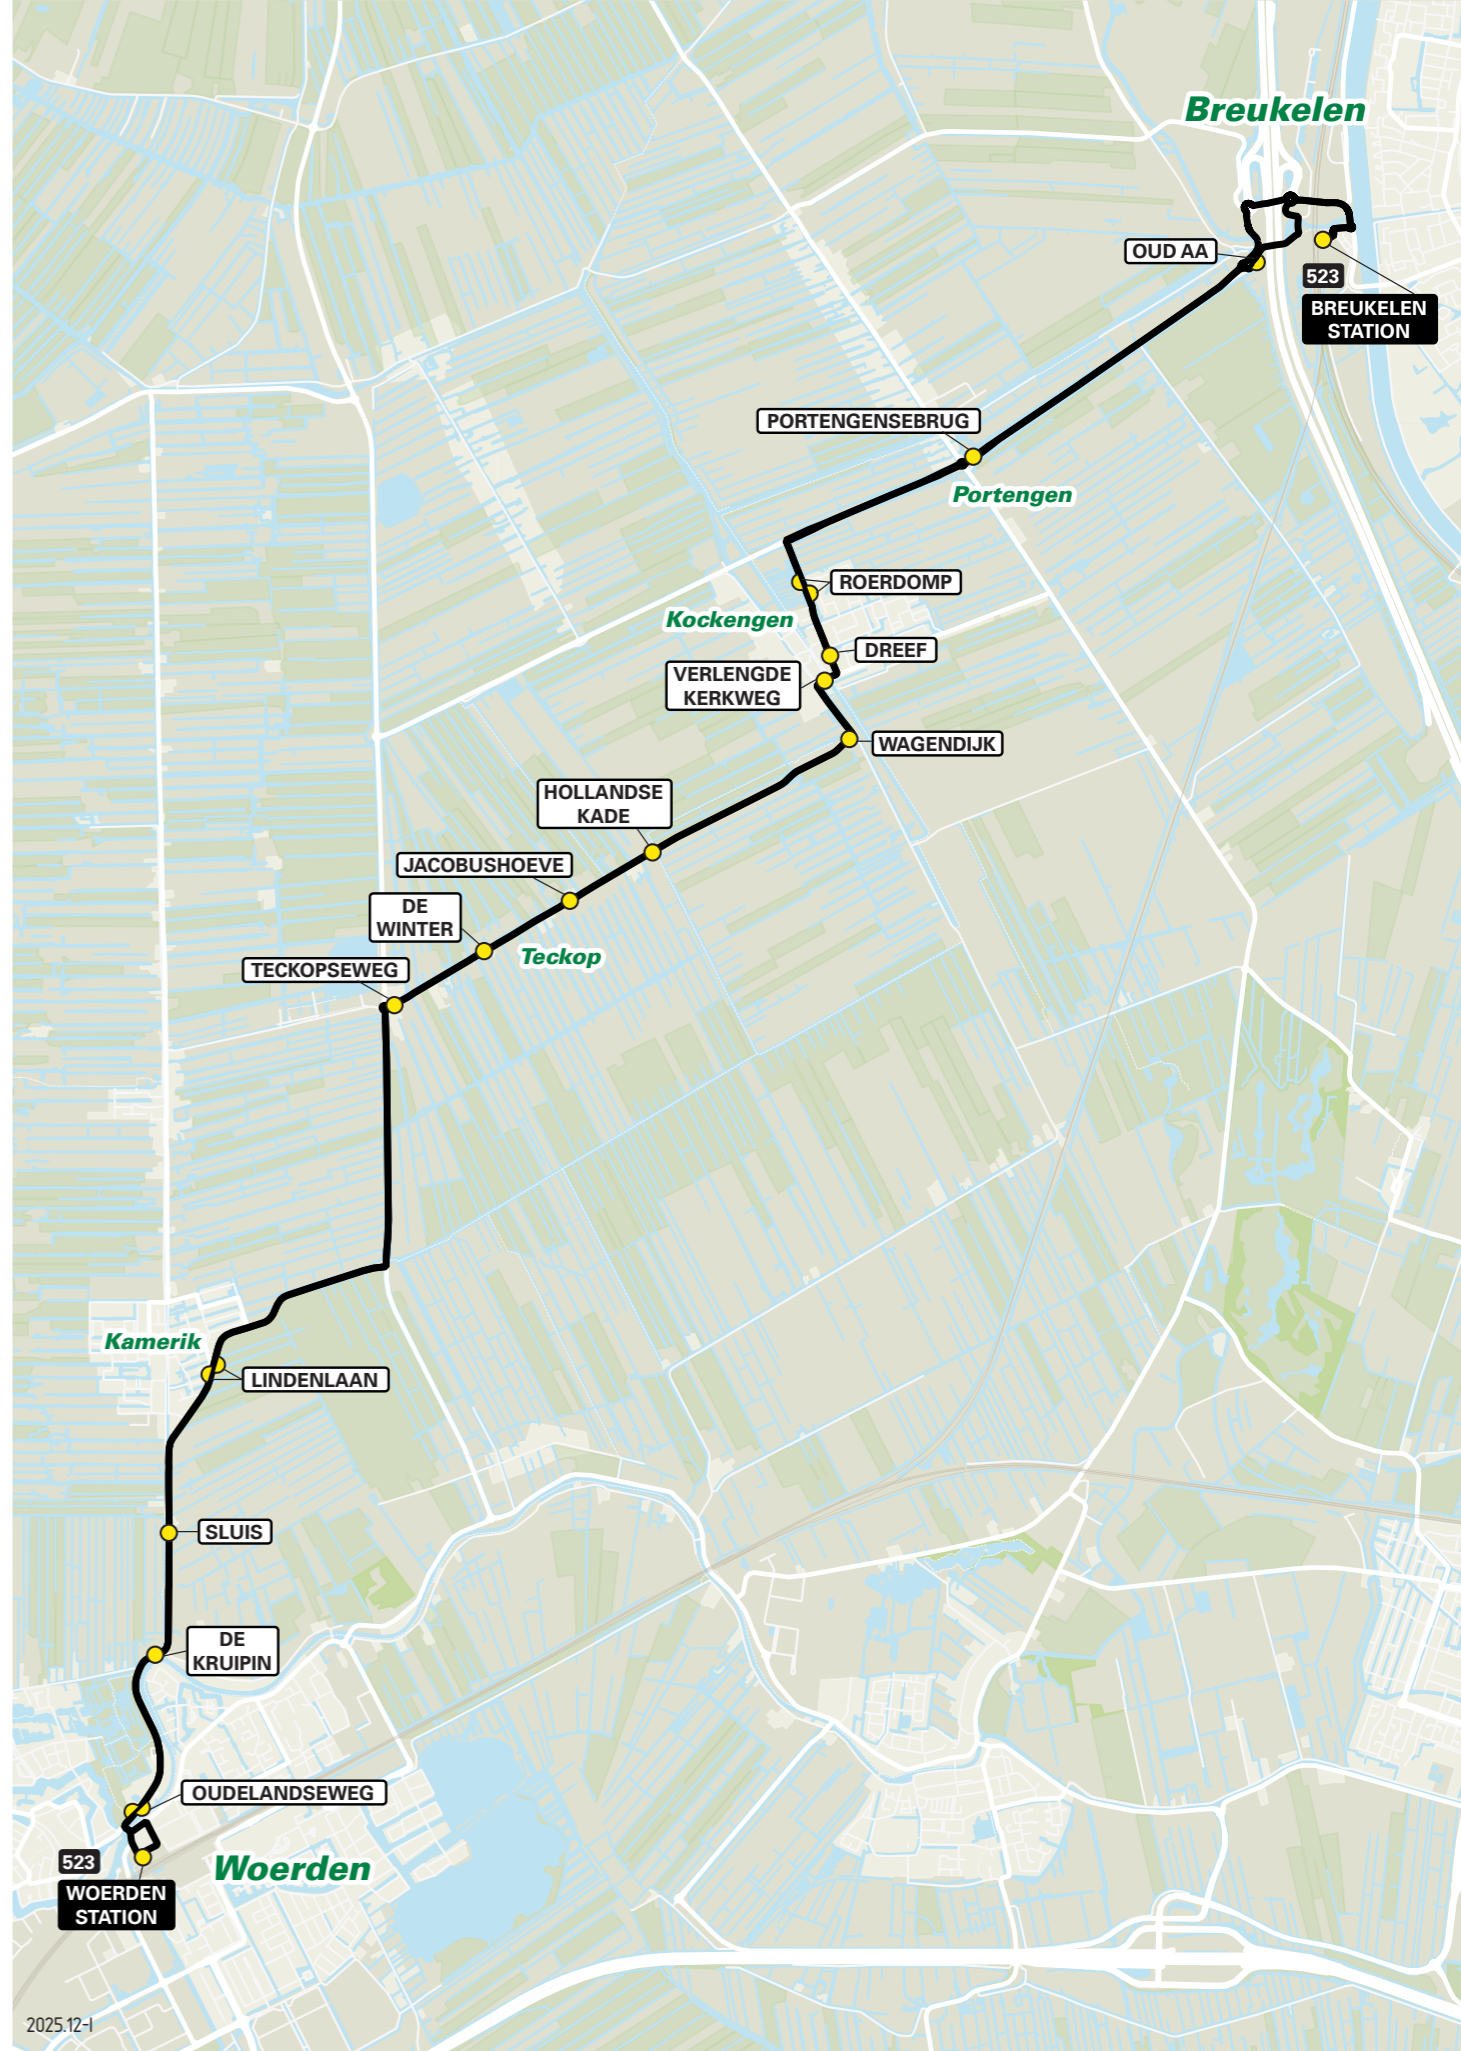 Breukelen
OUD AA
523
BREUKELEN
STATION
PORTENGENSEBRUG
Portengen
ROERDOMP
Kockengen
DREEF
VERLENGDE
KERKWEG
WAGENDIJK
HOLLANDSE
KADE
JACOBUSHOEVE
DE
WINTER
Teckop
TECKOPSEWEG
Kamerik
LINDENLAAN
SLUIS
DE
KRUIPIN
OUDELANDSEWEG
523
Woerden
WOERDEN
STATION
2025.12-I